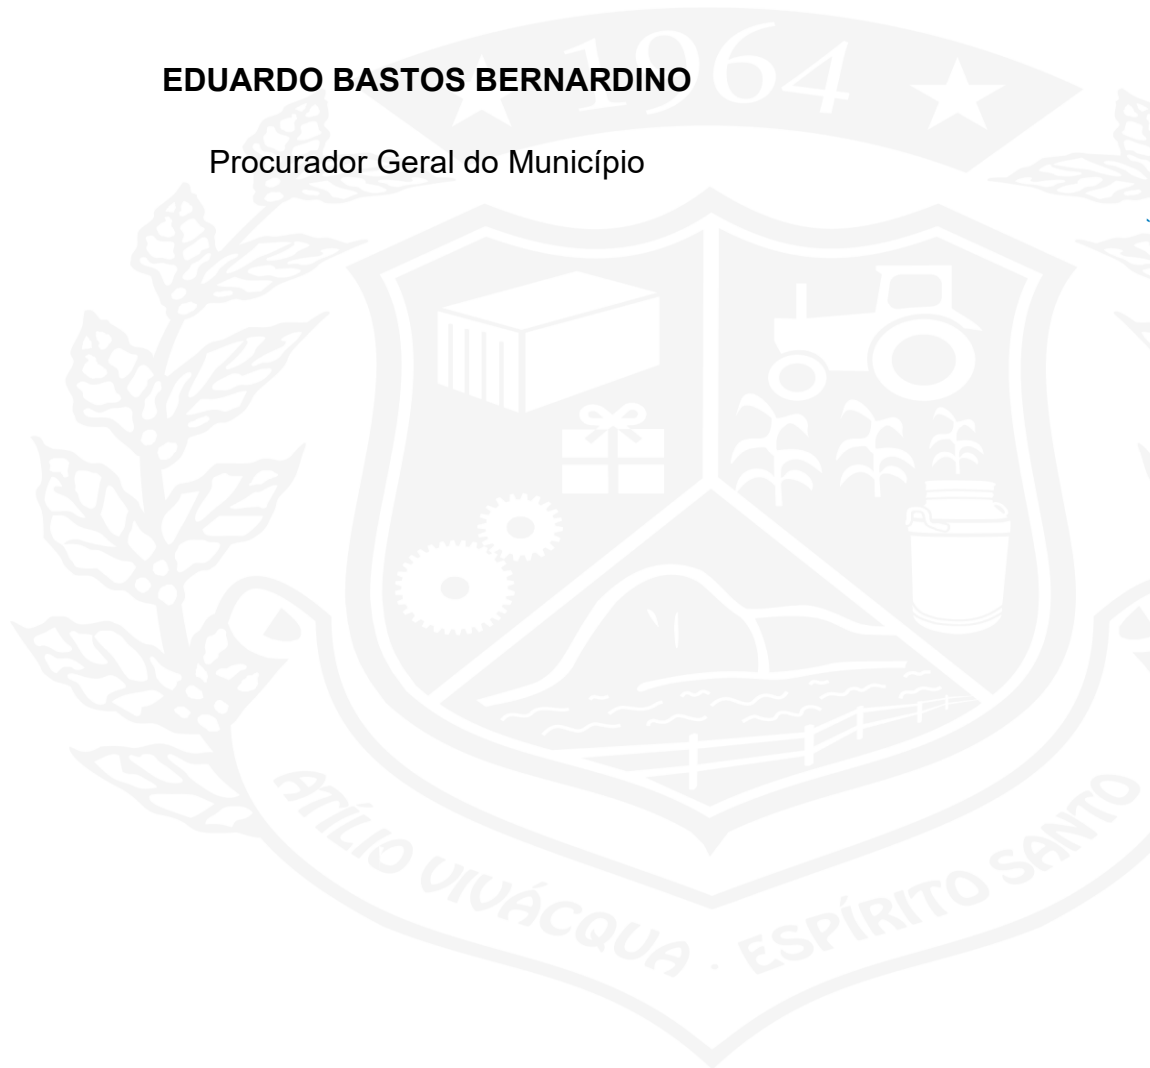 1964
EDUARDO BASTOS BERNARDINO
Procurador Geral do Município
ATÍLIO VIVÁCQUA · ESPÍRITO SANTO